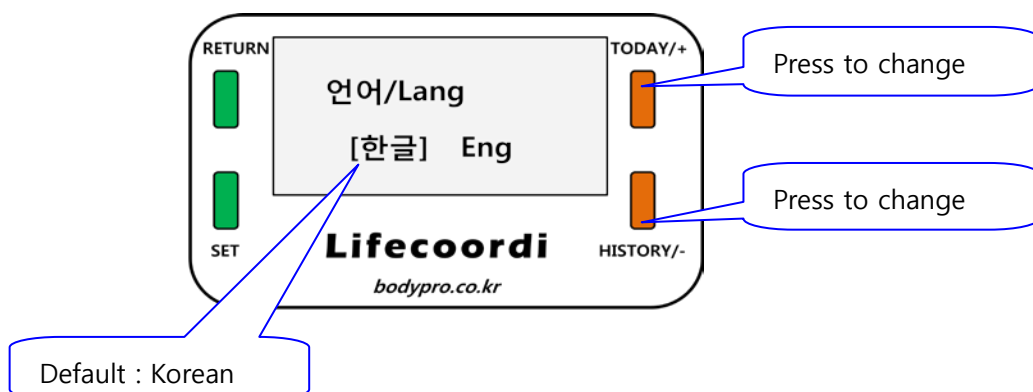 RETURN
TODAY/+
Press to change
언어/Lang
[한글] Eng
Press to change
SET
Lifecoordi
HISTORY/-
bodypro.co.kr
Default : Korean